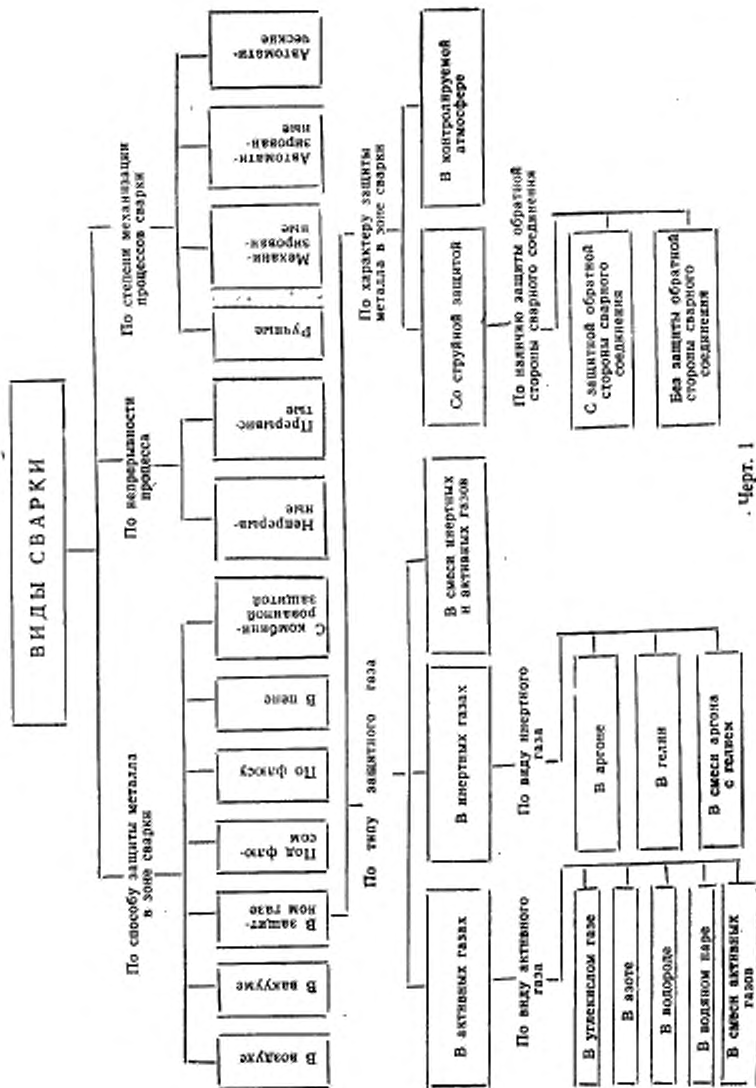 ВИДЫ СВАРКИ
По способу защиты металла
в зоне сварки
По непрерывности
процесса
По степени механизации
процессов сварки
В воздухе
В вакууме
В защит-
ном газе
Под флю-
сом
По флюсу
В пене
С комбини-
рованной
защитой
Непрерыв-
ные
Прерывис-
тые
Ручные
Механи-
зирован-
ные
Автомати-
зирован-
ные
Автомати-
ческие
По типу защитного газа
По характеру защиты
металла в зоне сварки
В активных газах
В инертных газах
В смеси инертных
и активных газов
Со струйной защитой
В контролируемой
атмосфере
По виду активного
газа
По виду инертного
газа
По наличию защиты обратной
стороны сварного соединения
В углекислом газе
В азоте
В водороде
В водяном паре
В смеси активных
газов
В аргоне
В гелии
В смеси аргона
с гелием
С защитной обратной
стороны сварного
соединения
Без защиты обратной
стороны сварного
соединения
Черт. 1